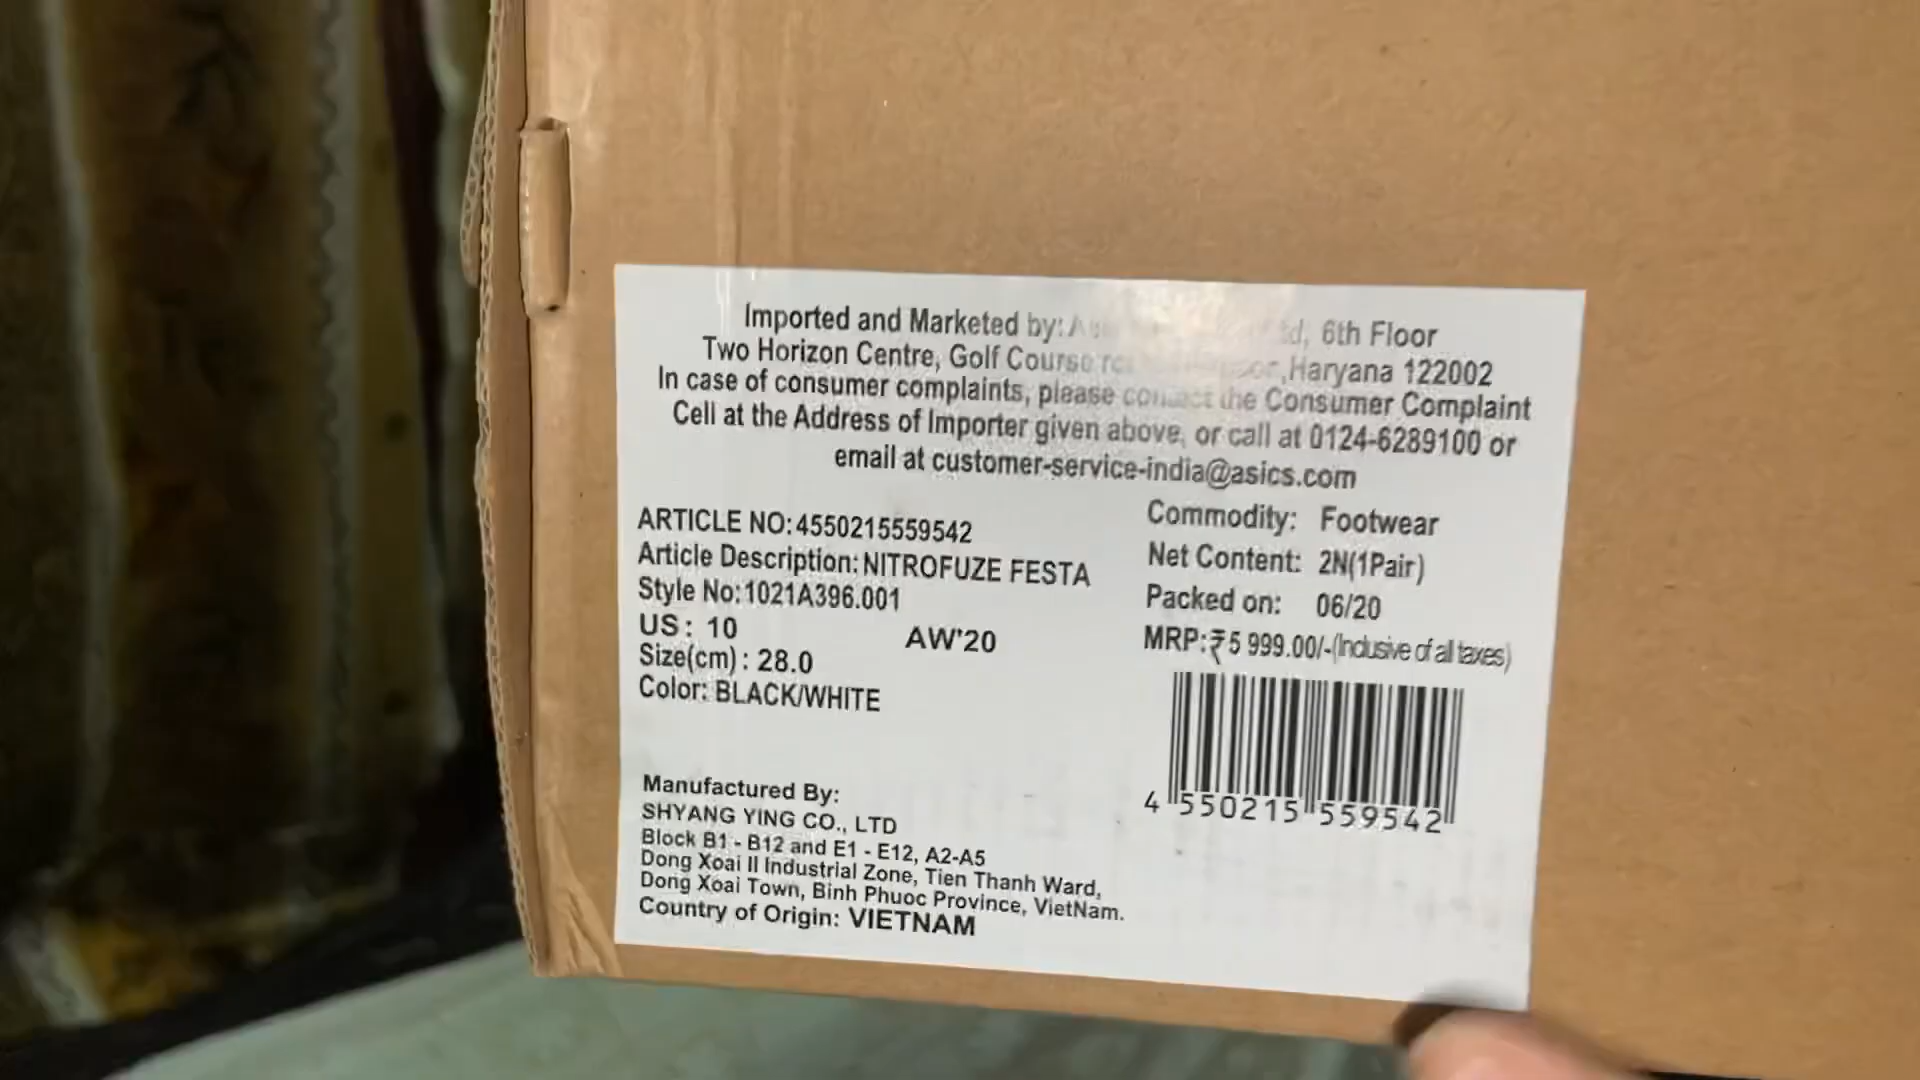 Imported and Marketed by: 6th Floor
Two Horizon Centre, Golf Course ,Haryana 122002
In case of consumer complaints, please contact the Consumer Complaint
Cell at the Address of Importer given above, or call at 0124-6289100 or
email at customer-service-india@asics.com
ARTICLE NO:4550215559542
Article Description:NITROFUZE FESTA
Style No:1021A396.001
US: 10
AW'20
Size(cm): 28.0
Color: BLACK/WHITE
Commodity: Footwear
Net Content: 2N(1Pair)
Packed on: 06/20
MRP:₹5 999.00/-(Inclusive of all taxes)
4 550215 559542
Manufactured By:
SHYANG YING CO., LTD
Block B1 - B12 and E1 - E12, A2-A5
Dong Xoai II Industrial Zone, Tien Thanh Ward,
Dong Xoai Town, Binh Phuoc Province, VietNam.
Country of Origin: VIETNAM